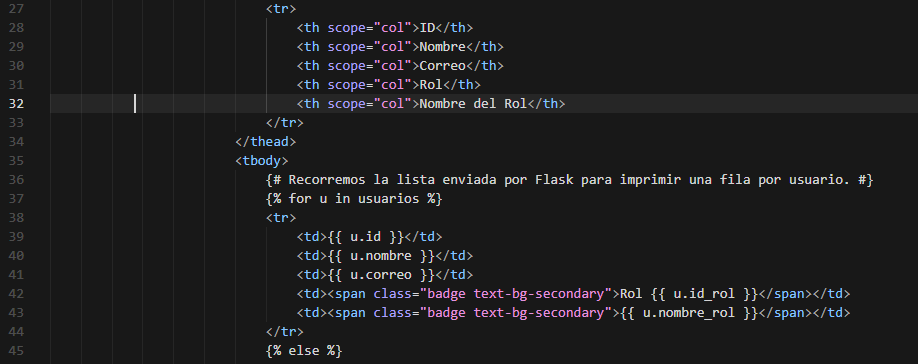 27 <tr>
28 <th scope="col">ID</th>
29 <th scope="col">Nombre</th>
30 <th scope="col">Correo</th>
31 <th scope="col">Rol</th>
32 <th scope="col">Nombre del Rol</th>
33 </tr>
34 </thead>
35 <tbody>
36 {# Recorremos la lista enviada por Flask para imprimir una fila por usuario. #}
37 {% for u in usuarios %}
38 <tr>
39 <td>{{ u.id }}</td>
40 <td>{{ u.nombre }}</td>
41 <td>{{ u.correo }}</td>
42 <td><span class="badge text-bg-secondary">Rol {{ u.id_rol }}</span></td>
43 <td><span class="badge text-bg-secondary">{{ u.nombre_rol }}</span></td>
44 </tr>
45 {% else %}